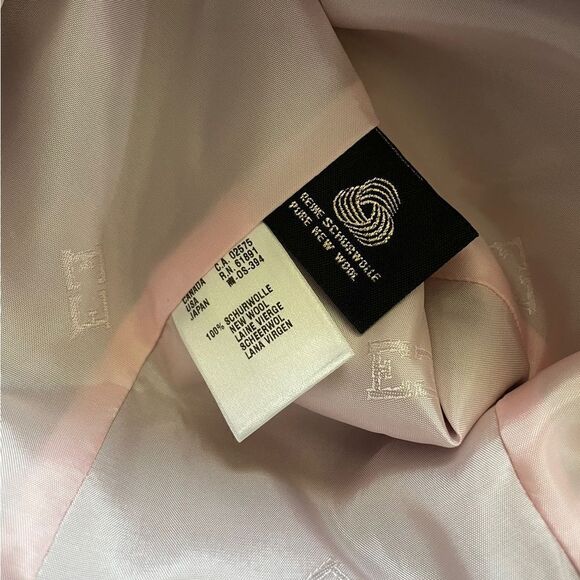 REINE SCHURWOLLE
PURE NEW WOOL
CANADA C.A. 02575
USA R.N. 61891
JAPAN DS-394
100% SCHURWOLLE
NEW WOOL
LAINE VIERGE
SCHEERWOL
LANA VIRGEN